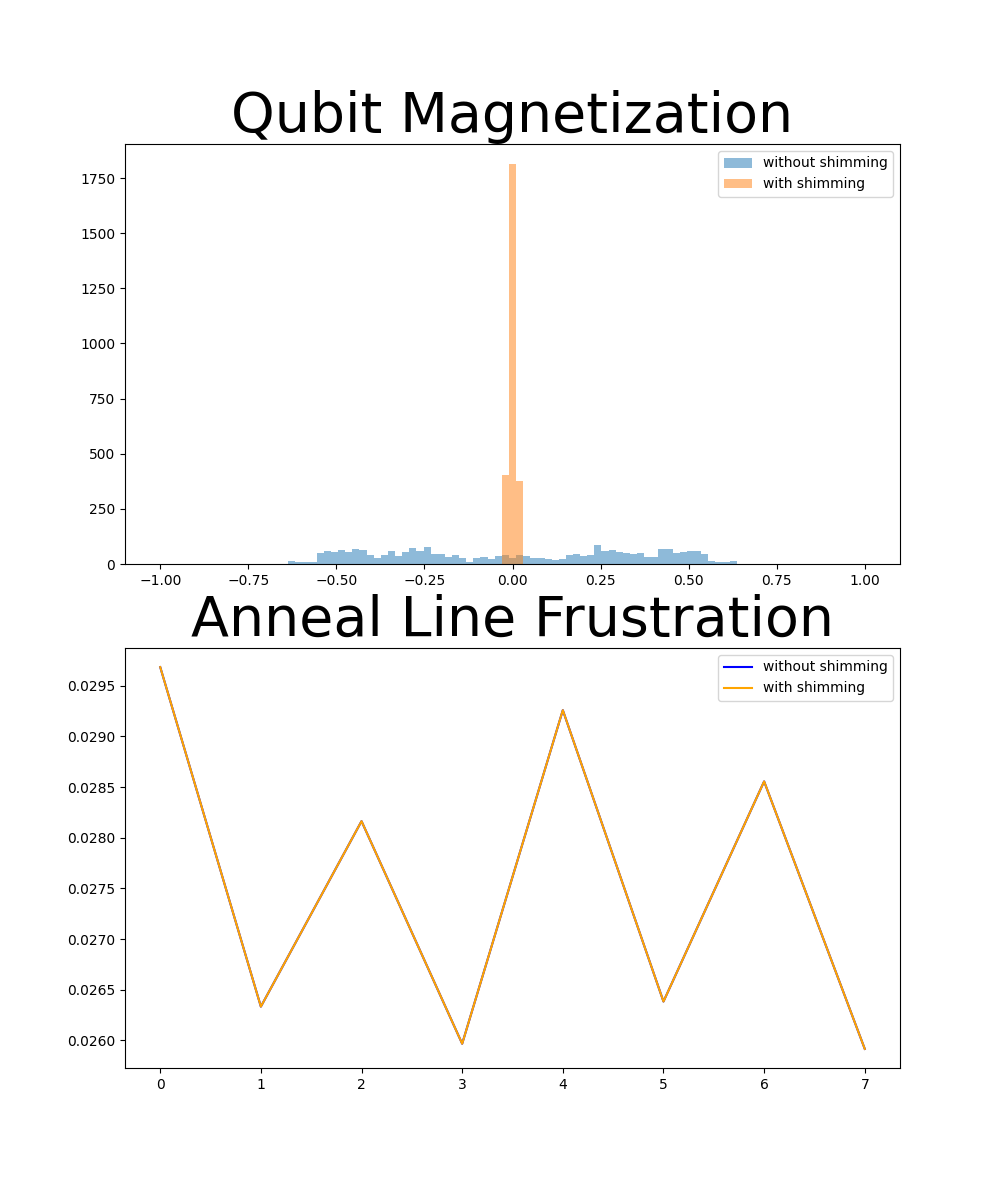 Qubit Magnetization
without shimming
with shimming
1750
1500
1250
1000
750
500
250
0
−1.00 −0.75 −0.50 −0.25 0.00 0.25 0.50 0.75 1.00
Anneal Line Frustration
without shimming
with shimming
0.0295
0.0290
0.0285
0.0280
0.0275
0.0270
0.0265
0.0260
0 1 2 3 4 5 6 7